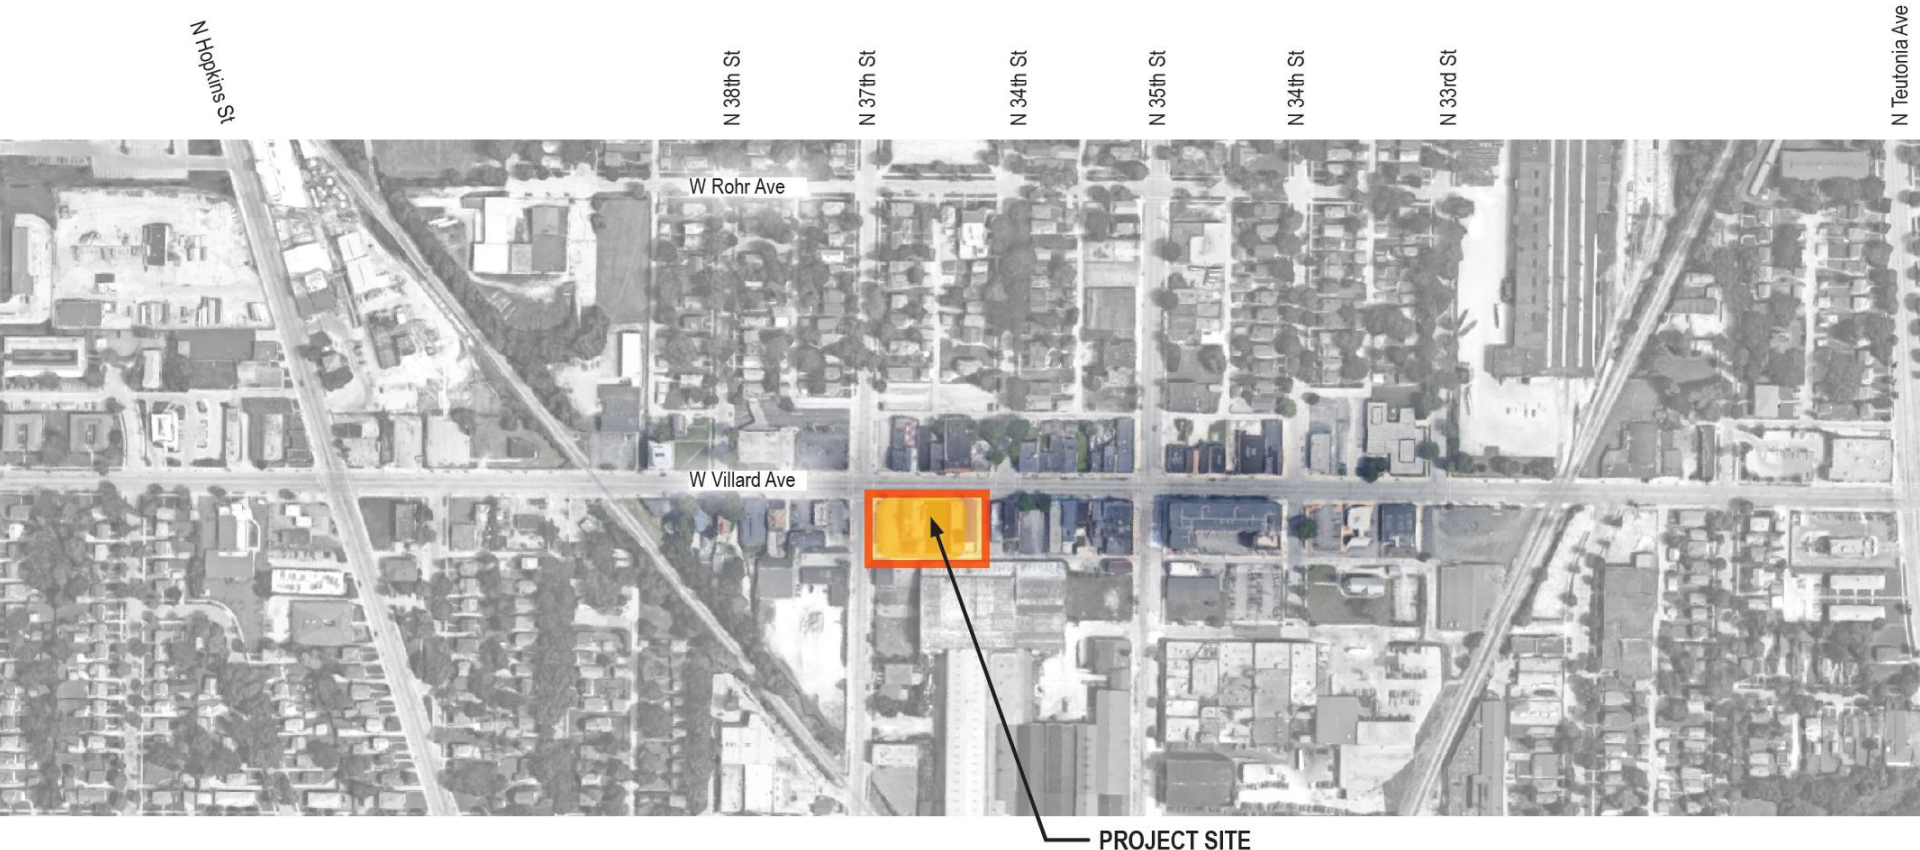 N Hopkins St
N 38th St
N 37th St
N 34th St
N 35th St
N 34th St
N 33rd St
N Teutonia Ave
W Rohr Ave
W Villard Ave
PROJECT SITE